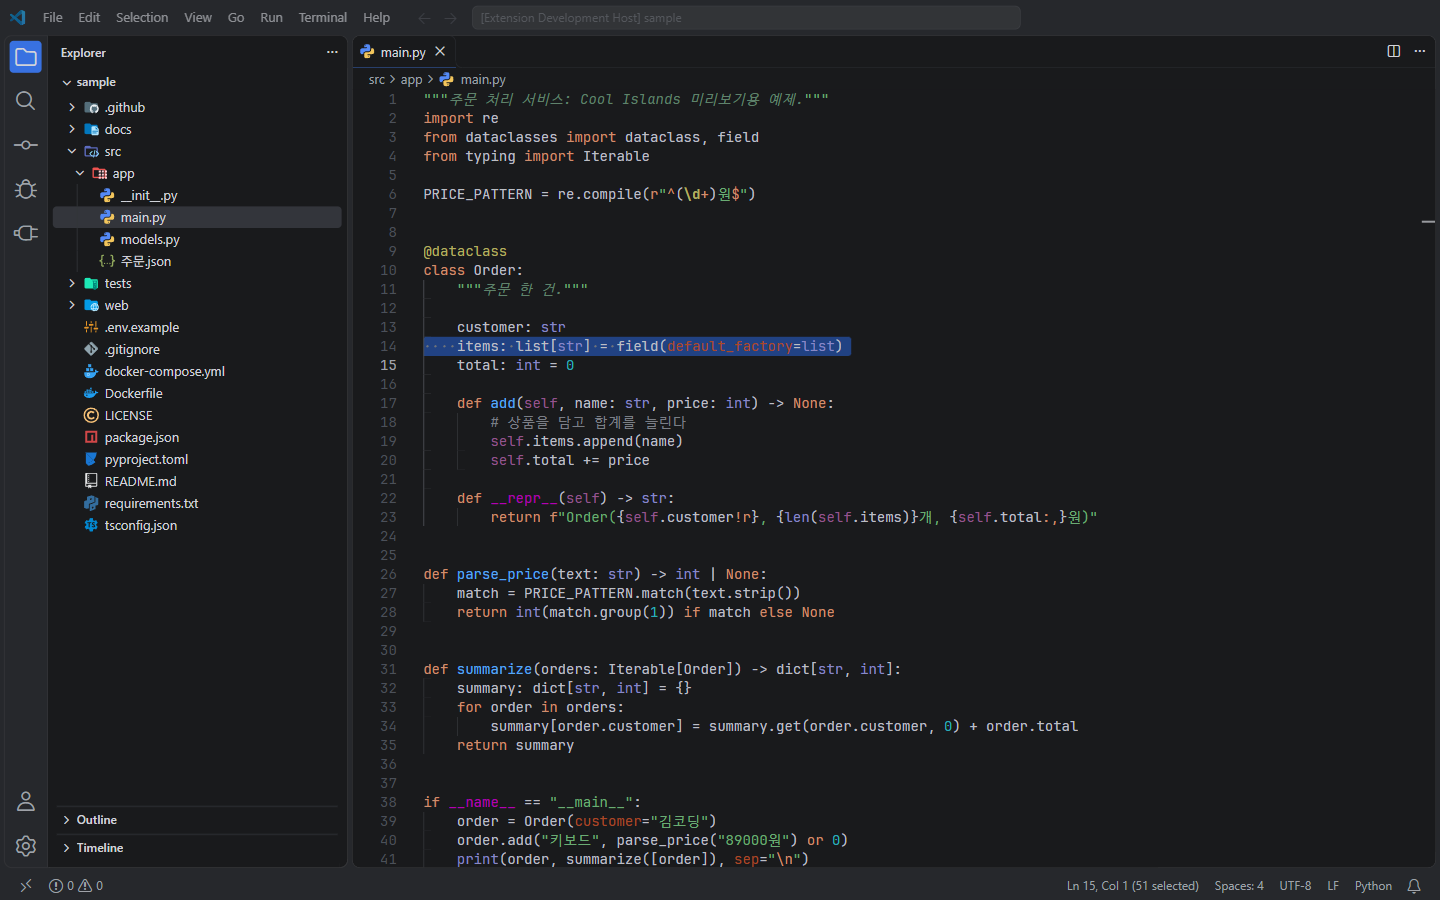 File Edit Selection View Go Run Terminal Help
[Extension Development Host] sample
Explorer
sample
.github
docs
src
app
__init__.py
main.py
models.py
주문.json
tests
web
.env.example
.gitignore
docker-compose.yml
Dockerfile
LICENSE
package.json
pyproject.toml
README.md
requirements.txt
tsconfig.json
Outline
Timeline
main.py
src > app > main.py
1 """주문 처리 서비스: Cool Islands 미리보기용 예제."""
2 import re
3 from dataclasses import dataclass, field
4 from typing import Iterable
5
6 PRICE_PATTERN = re.compile(r"^(\d+)원$")
7
8
9 @dataclass
10 class Order:
11     """주문 한 건."""
12
13     customer: str
14     items: list[str] = field(default_factory=list)
15     total: int = 0
16
17     def add(self, name: str, price: int) -> None:
18         # 상품을 담고 합계를 늘린다
19         self.items.append(name)
20         self.total += price
21
22     def __repr__(self) -> str:
23         return f"Order({self.customer!r}, {len(self.items)}개, {self.total:,}원)"
24
25
26 def parse_price(text: str) -> int | None:
27     match = PRICE_PATTERN.match(text.strip())
28     return int(match.group(1)) if match else None
29
30
31 def summarize(orders: Iterable[Order]) -> dict[str, int]:
32     summary: dict[str, int] = {}
33     for order in orders:
34         summary[order.customer] = summary.get(order.customer, 0) + order.total
35     return summary
36
37
38 if __name__ == "__main__":
39     order = Order(customer="김코딩")
40     order.add("키보드", parse_price("89000원") or 0)
41     print(order, summarize([order]), sep="\n")
0 0
Ln 15, Col 1 (51 selected) Spaces: 4 UTF-8 LF Python